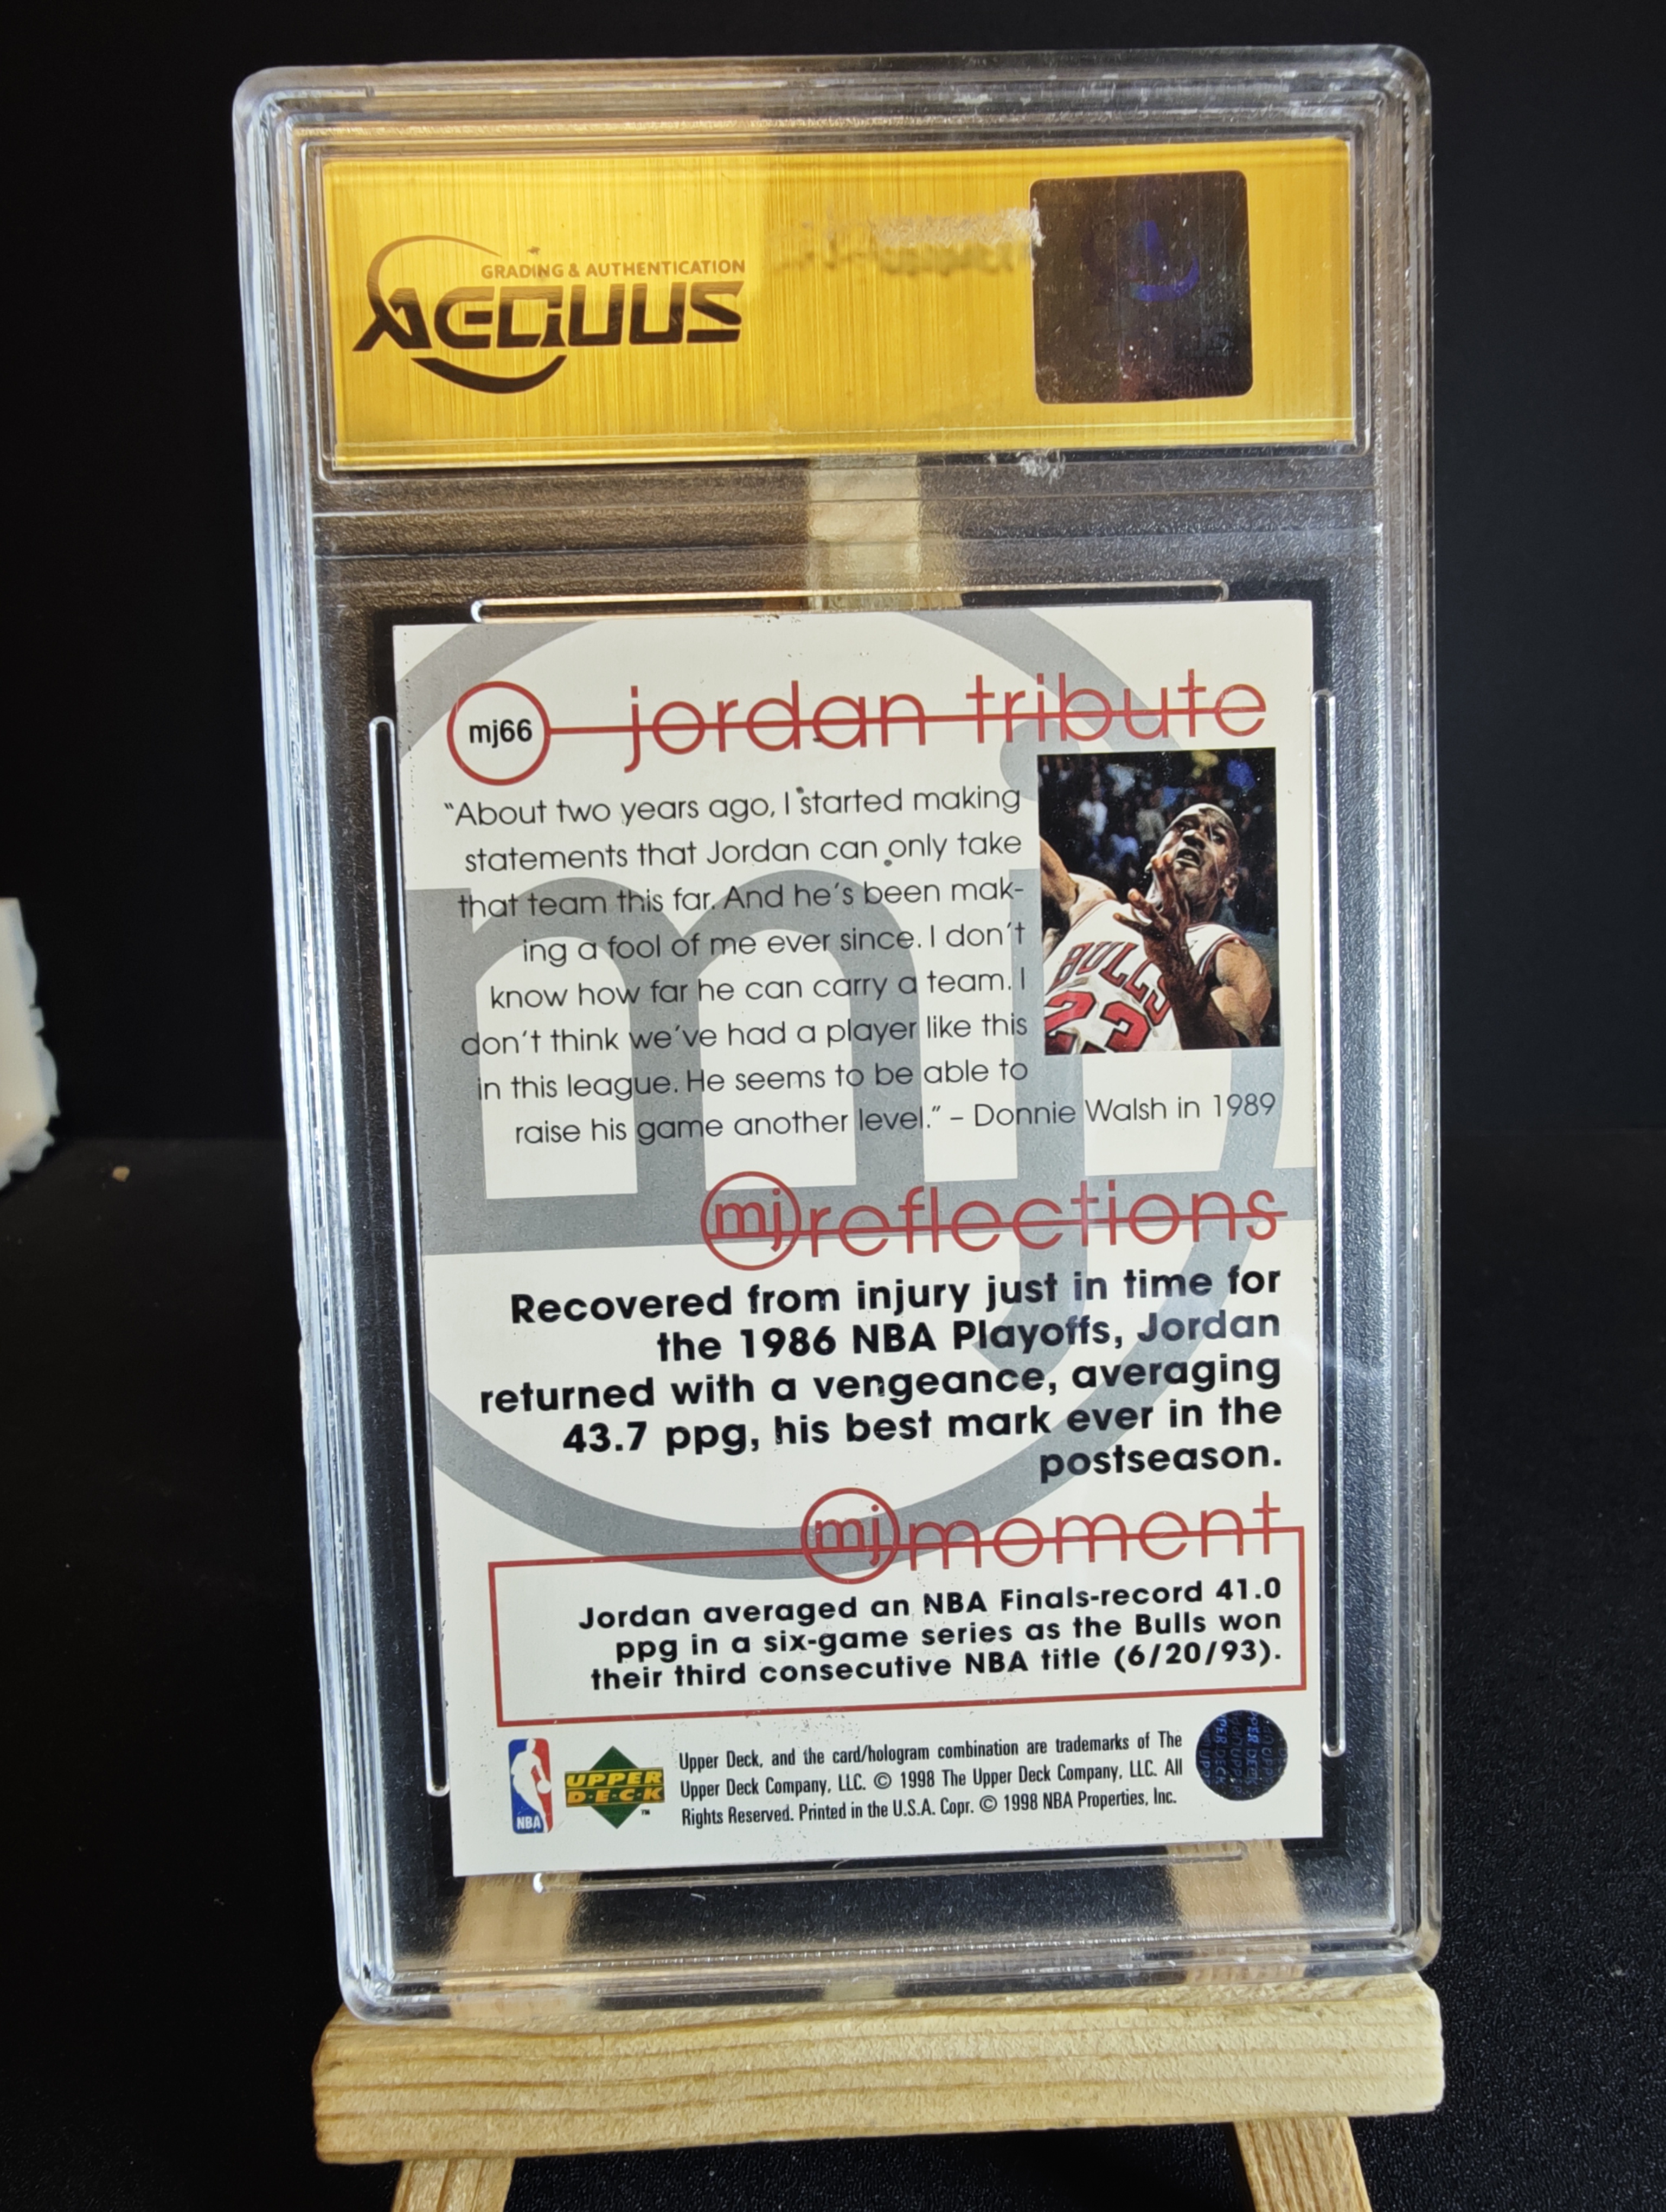 GRADING & AUTHENTICATION
AEQUUS
mj66 jordan tribute
“About two years ago, I started making
statements that Jordan can only take
that team this far. And he’s been mak-
ing a fool of me ever since. I don’t
know how far he can carry a team. I
don’t think we’ve had a player like this
in this league. He seems to be able to
raise his game another level.” – Donnie Walsh in 1989
BULLS
23
mj reflections
Recovered from injury just in time for
the 1986 NBA Playoffs, Jordan
returned with a vengeance, averaging
43.7 ppg, his best mark ever in the
postseason.
mj moment
Jordan averaged an NBA Finals-record 41.0
ppg in a six-game series as the Bulls won
their third consecutive NBA title (6/20/93).
NBA
UPPER
D·E·C·K
™
Upper Deck, and the card/hologram combination are trademarks of The
Upper Deck Company, LLC. © 1998 The Upper Deck Company, LLC. All
Rights Reserved. Printed in the U.S.A. Copr. © 1998 NBA Properties, Inc.
UPPER DECK